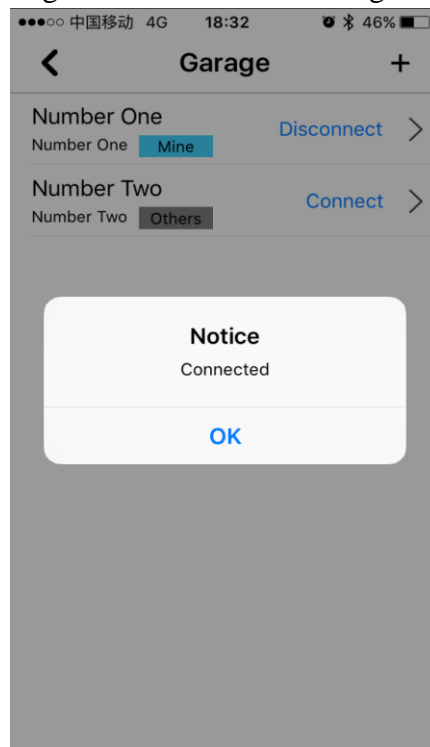 中国移动 4G 18:32 46%
Garage +
Number One
Number One Mine Disconnect
Number Two
Number Two Others Connect
Notice
Connected
OK